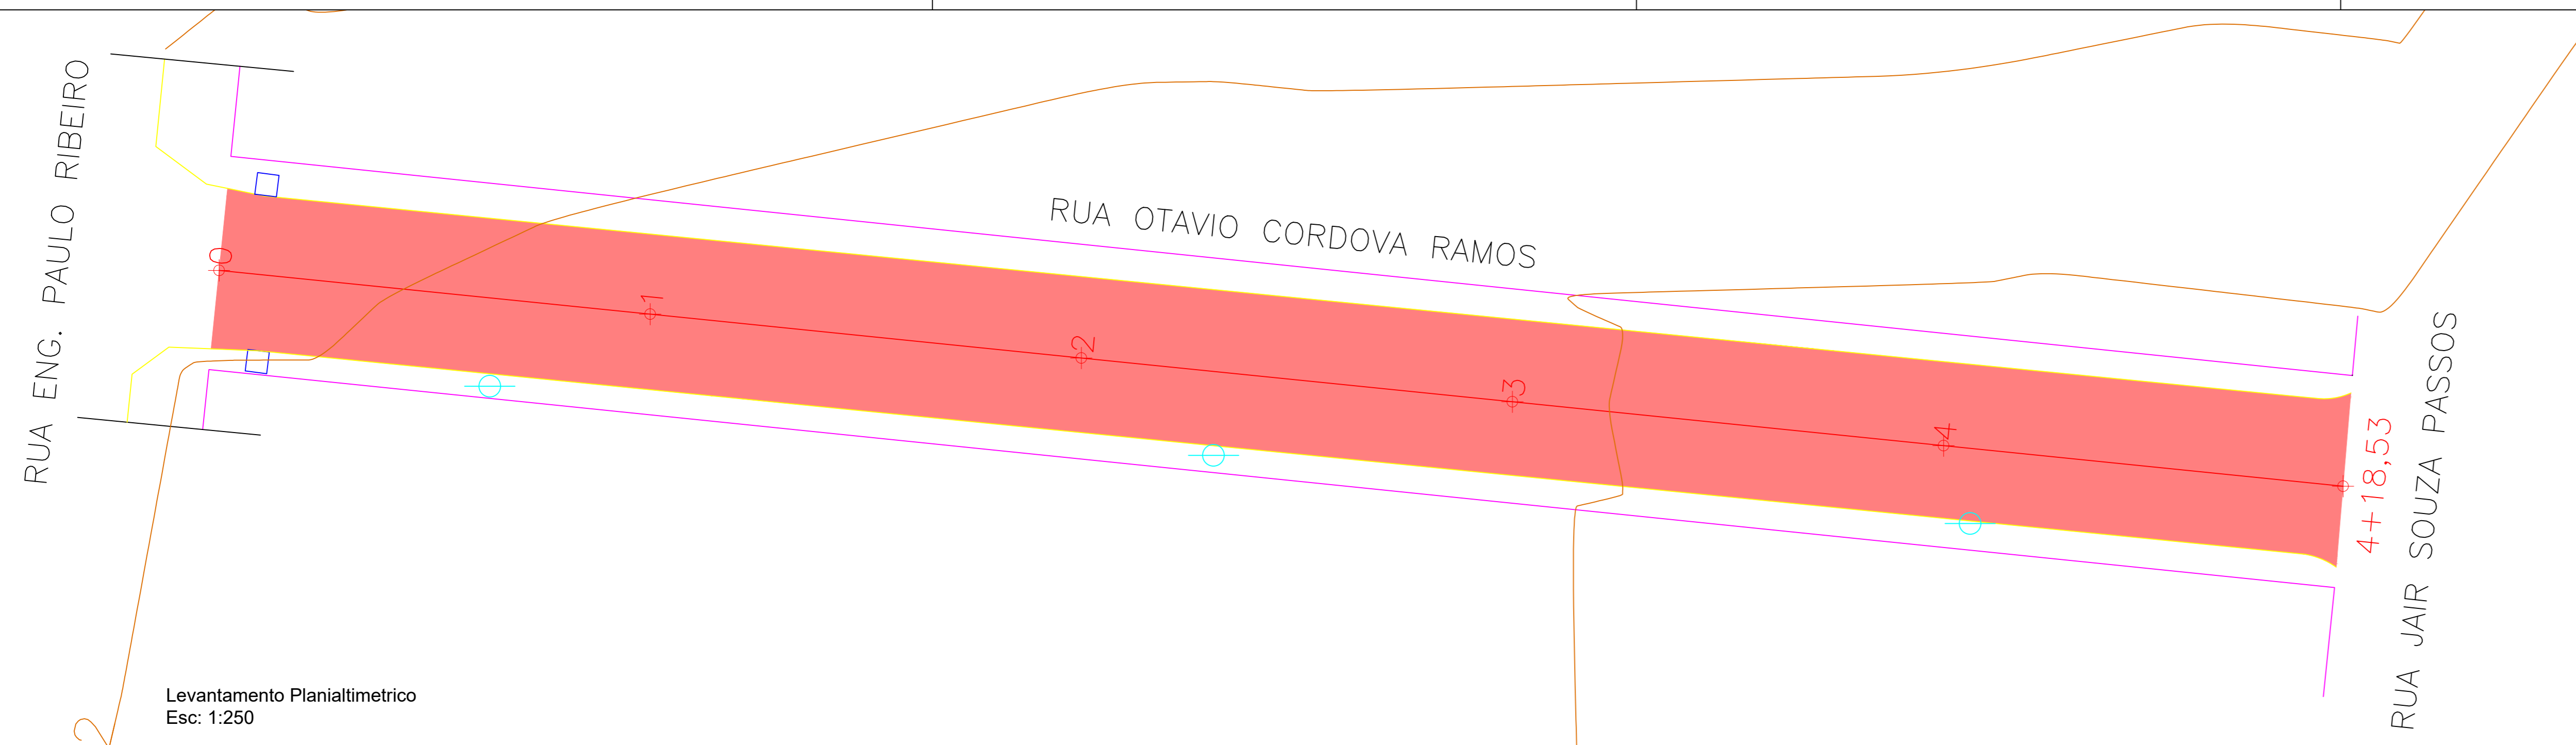 RUA ENG. PAULO RIBEIRO
RUA OTAVIO CORDOVA RAMOS
0
1
2
3
4
4+18,53
RUA JAIR SOUZA PASSOS
Levantamento Planialtimetrico
Esc: 1:250
2